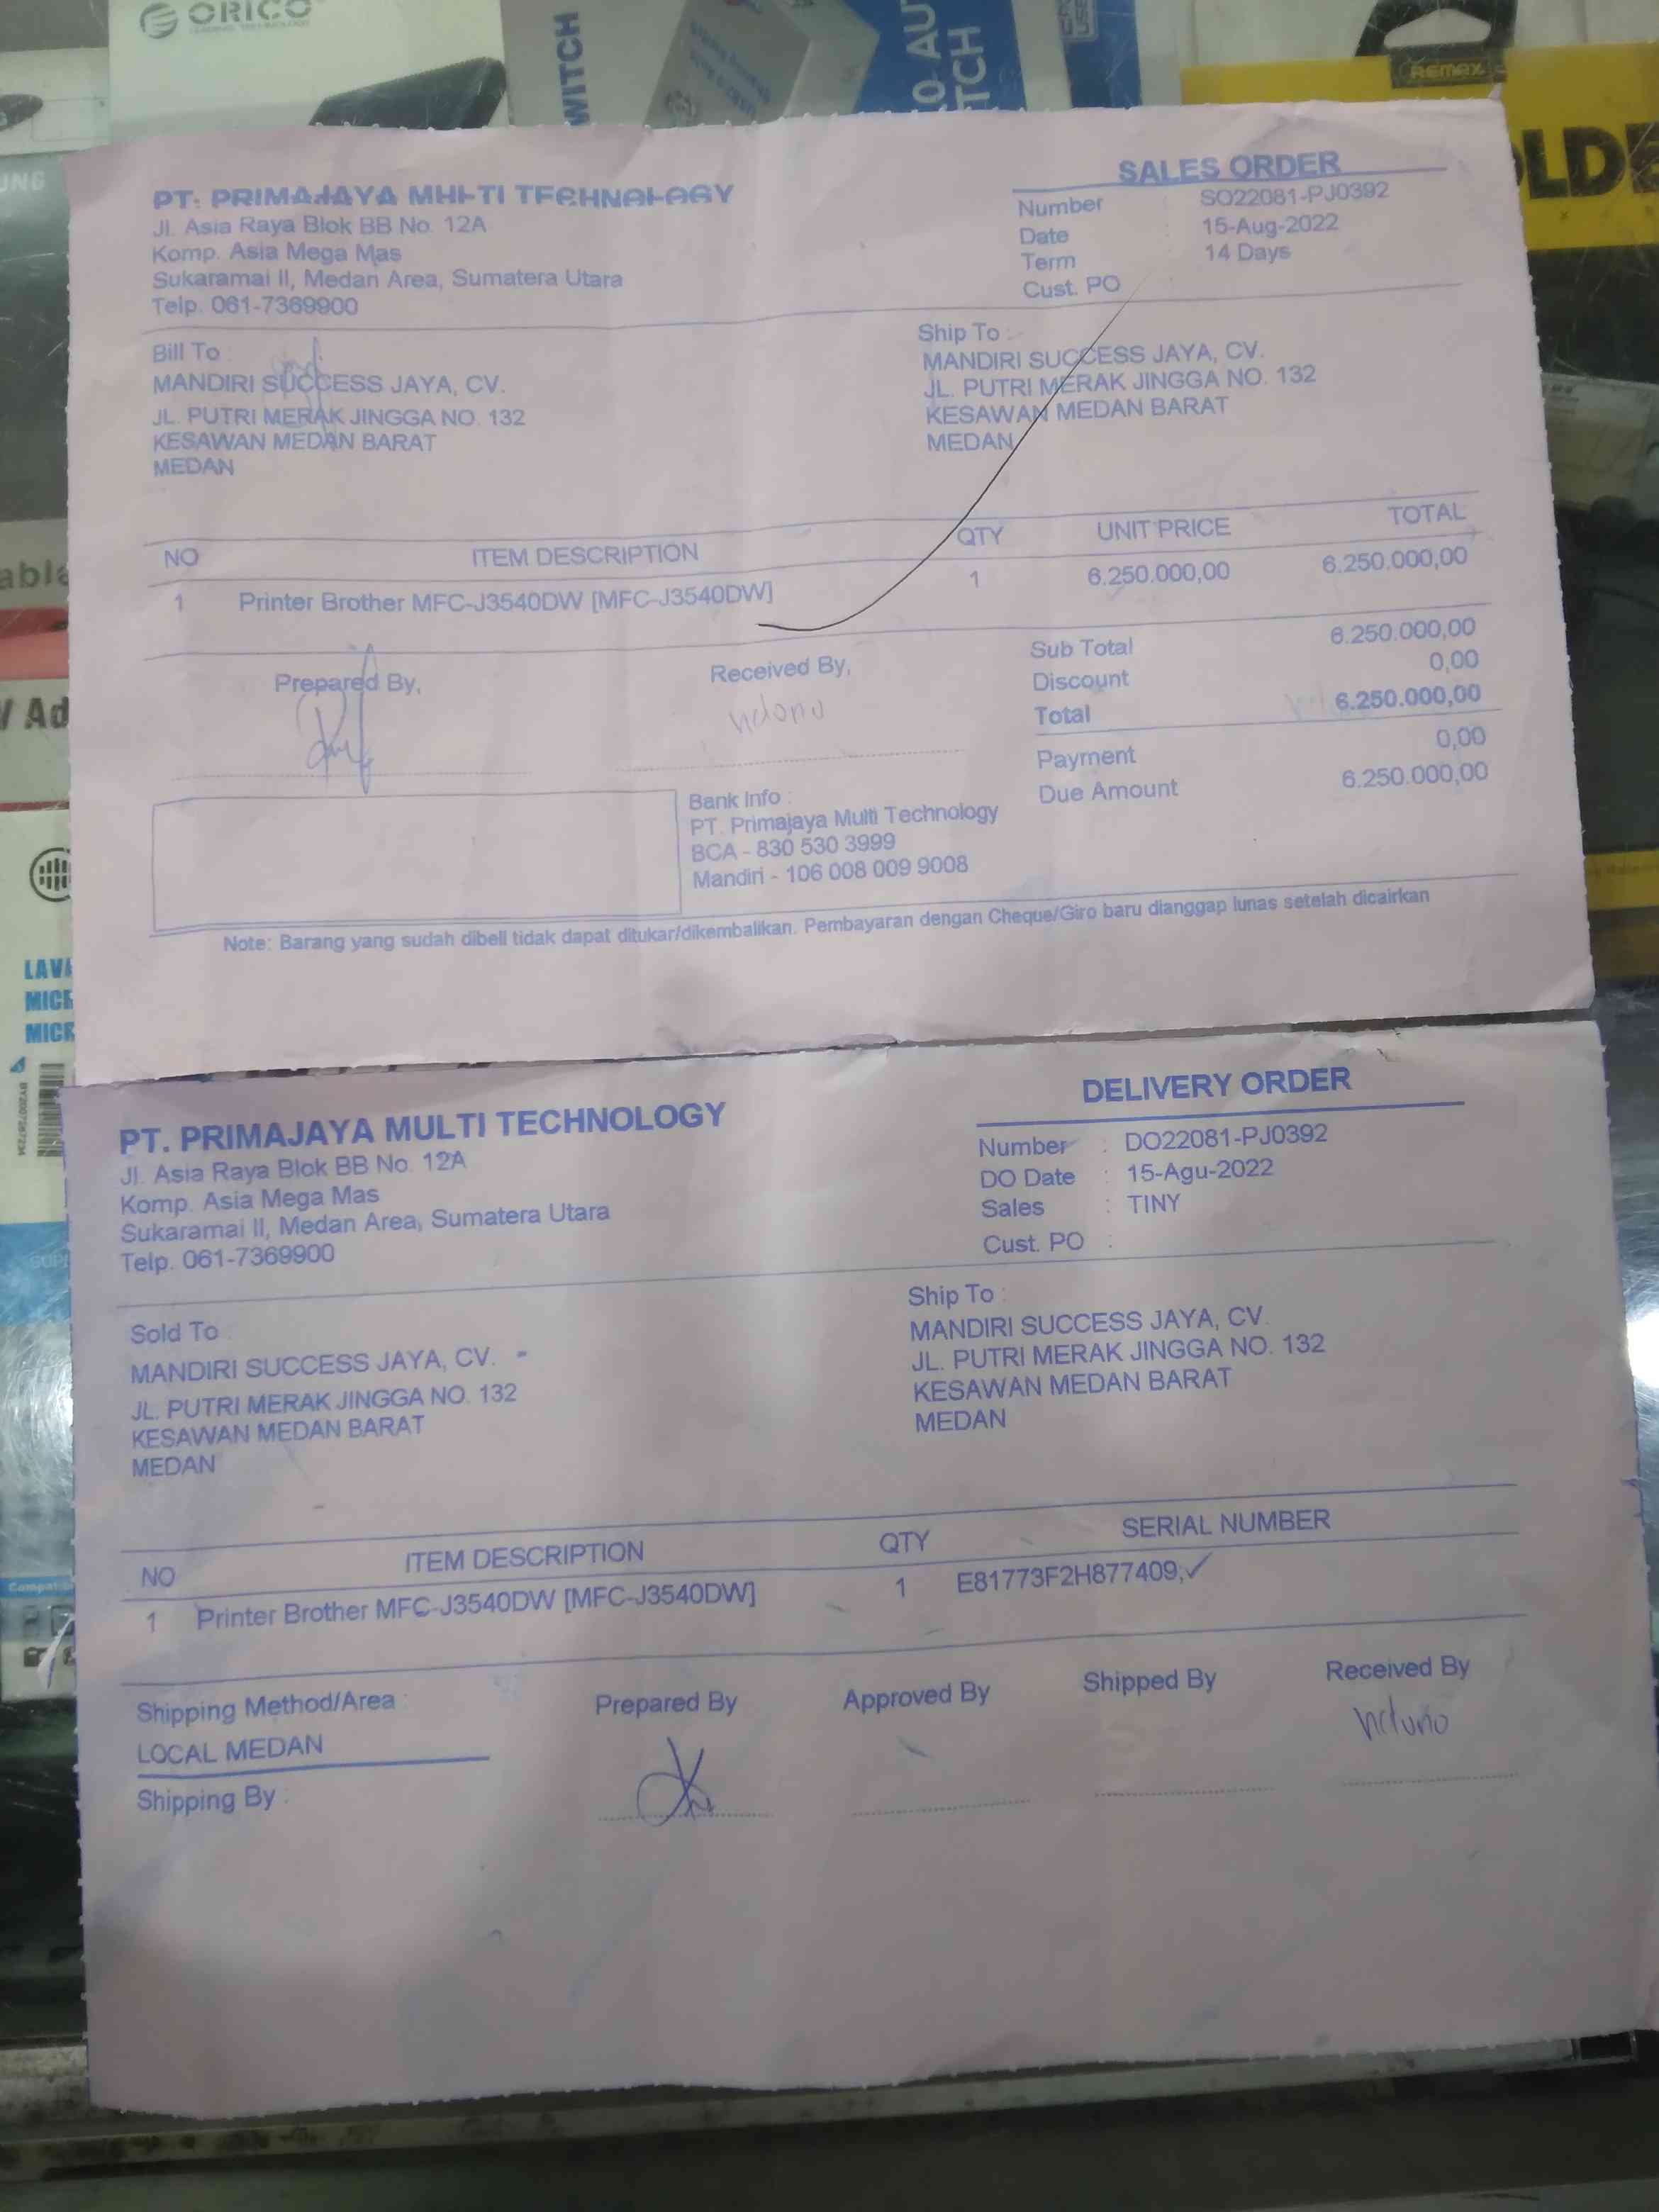 ORICO
WITCH
REMAX
PT. PRIMAJAYA MULTI TECHNOLOGY
Jl. Asia Raya Blok BB No. 12A
Komp. Asia Mega Mas
Sukaramai II, Medan Area, Sumatera Utara
Telp. 061-7369900
SALES ORDER
Number : SO22081-PJ0392
Date : 15-Aug-2022
Term : 14 Days
Cust. PO
Bill To :
MANDIRI SUCCESS JAYA, CV.
JL. PUTRI MERAK JINGGA NO. 132
KESAWAN MEDAN BARAT
MEDAN
Ship To :
MANDIRI SUCCESS JAYA, CV.
JL. PUTRI MERAK JINGGA NO. 132
KESAWAN MEDAN BARAT
MEDAN
NO ITEM DESCRIPTION QTY UNIT PRICE TOTAL
1 Printer Brother MFC-J3540DW [MFC-J3540DW] 1 6.250.000,00 6.250.000,00
Sub Total 6.250.000,00
Discount 0,00
Total 6.250.000,00
Payment 0,00
Due Amount 6.250.000,00
Prepared By,
Received By,
Bank Info :
PT. Primajaya Multi Technology
BCA - 830 530 3999
Mandiri - 106 008 009 9008
Note: Barang yang sudah dibeli tidak dapat ditukar/dikembalikan. Pembayaran dengan Cheque/Giro baru dianggap lunas setelah dicairkan
PT. PRIMAJAYA MULTI TECHNOLOGY
Jl. Asia Raya Blok BB No. 12A
Komp. Asia Mega Mas
Sukaramai II, Medan Area, Sumatera Utara
Telp. 061-7369900
DELIVERY ORDER
Number : DO22081-PJ0392
DO Date : 15-Agu-2022
Sales : TINY
Cust. PO :
Sold To :
MANDIRI SUCCESS JAYA, CV.
JL. PUTRI MERAK JINGGA NO. 132
KESAWAN MEDAN BARAT
MEDAN
Ship To :
MANDIRI SUCCESS JAYA, CV.
JL. PUTRI MERAK JINGGA NO. 132
KESAWAN MEDAN BARAT
MEDAN
NO ITEM DESCRIPTION QTY SERIAL NUMBER
1 Printer Brother MFC-J3540DW [MFC-J3540DW] 1 E81773F2H877409;
Shipping Method/Area :
LOCAL MEDAN
Shipping By :
Prepared By
Approved By
Shipped By
Received By